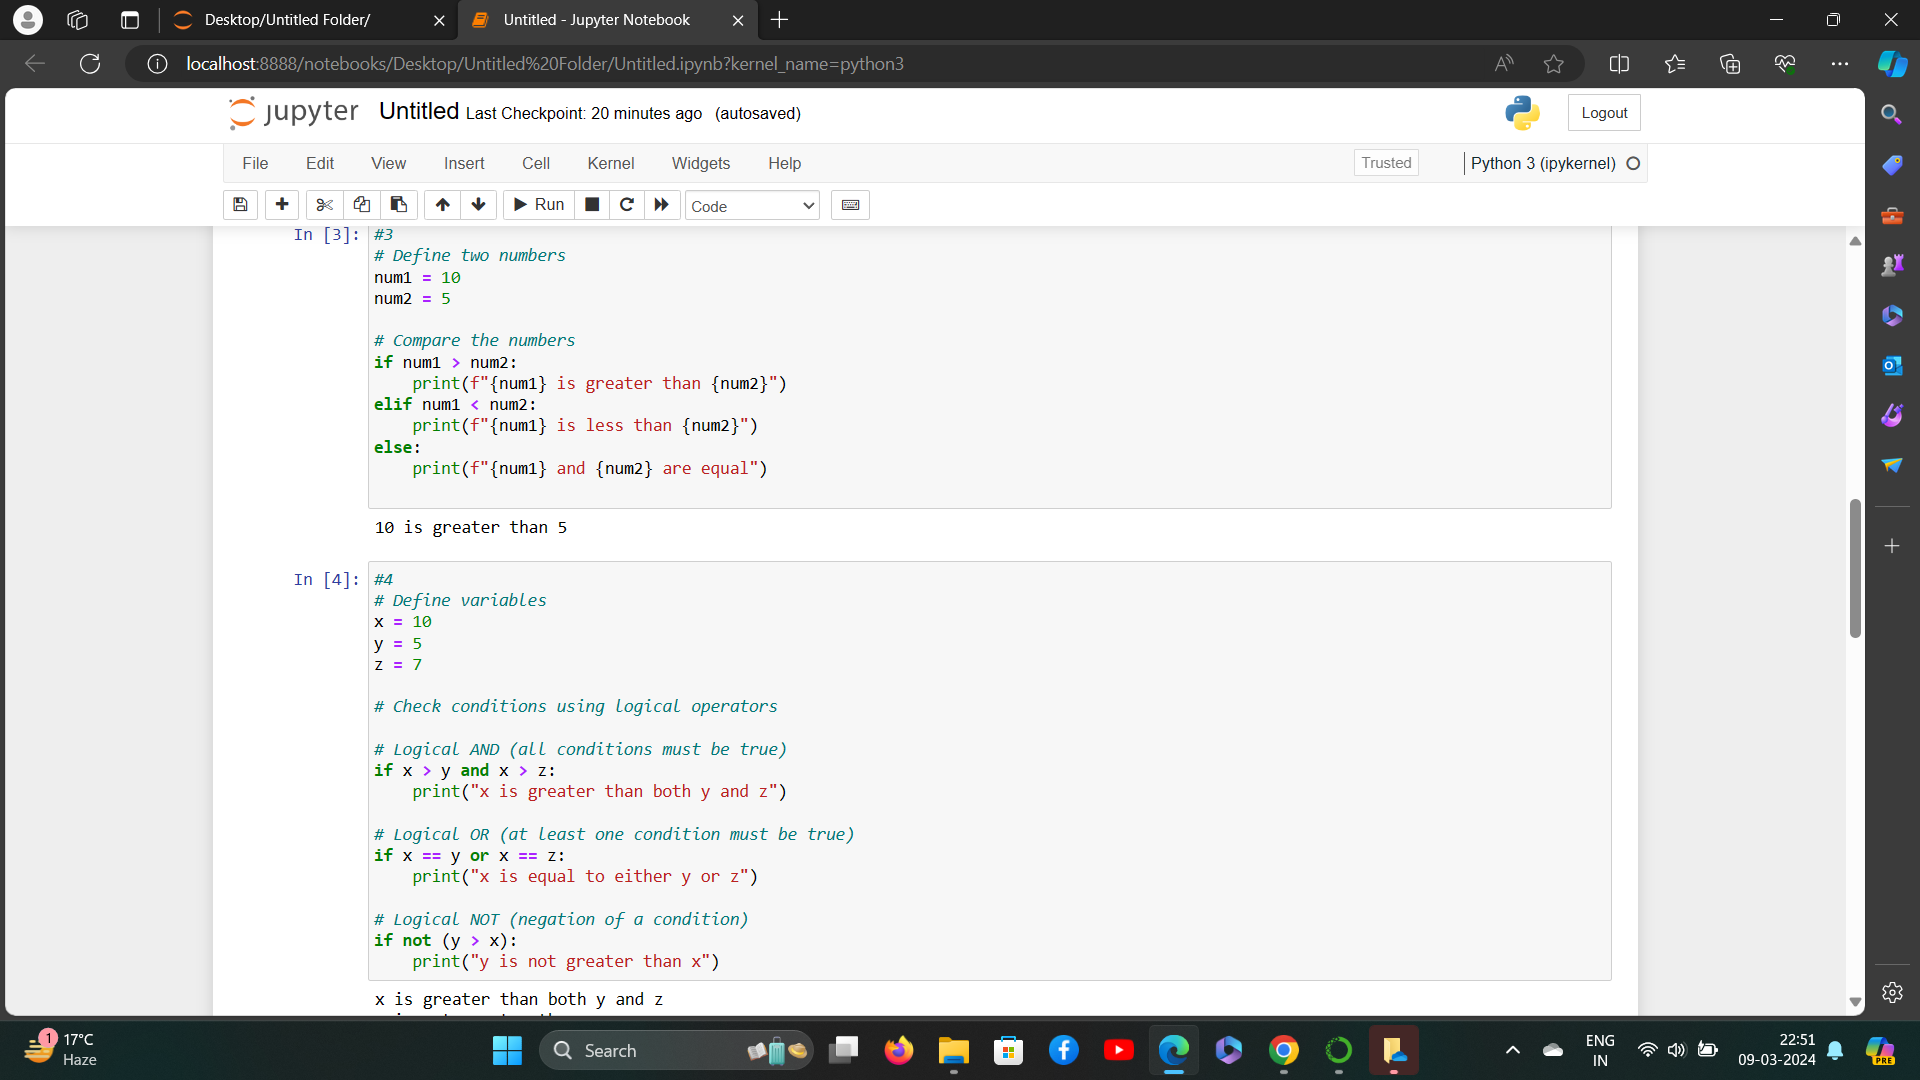 Desktop/Untitled Folder/
Untitled - Jupyter Notebook
localhost:8888/notebooks/Desktop/Untitled%20Folder/Untitled.ipynb?kernel_name=python3
jupyter Untitled Last Checkpoint: 20 minutes ago (autosaved)
Logout
File Edit View Insert Cell Kernel Widgets Help
Trusted
Python 3 (ipykernel)
Run
Code
In [3]: #3
# Define two numbers
num1 = 10
num2 = 5
# Compare the numbers
if num1 > num2:
    print(f"{num1} is greater than {num2}")
elif num1 < num2:
    print(f"{num1} is less than {num2}")
else:
    print(f"{num1} and {num2} are equal")
10 is greater than 5
In [4]: #4
# Define variables
x = 10
y = 5
z = 7
# Check conditions using logical operators
# Logical AND (all conditions must be true)
if x > y and x > z:
    print("x is greater than both y and z")
# Logical OR (at least one condition must be true)
if x == y or x == z:
    print("x is equal to either y or z")
# Logical NOT (negation of a condition)
if not (y > x):
    print("y is not greater than x")
x is greater than both y and z
1
17°C
Haze
Search
ENG
IN
22:51
09-03-2024
PRE